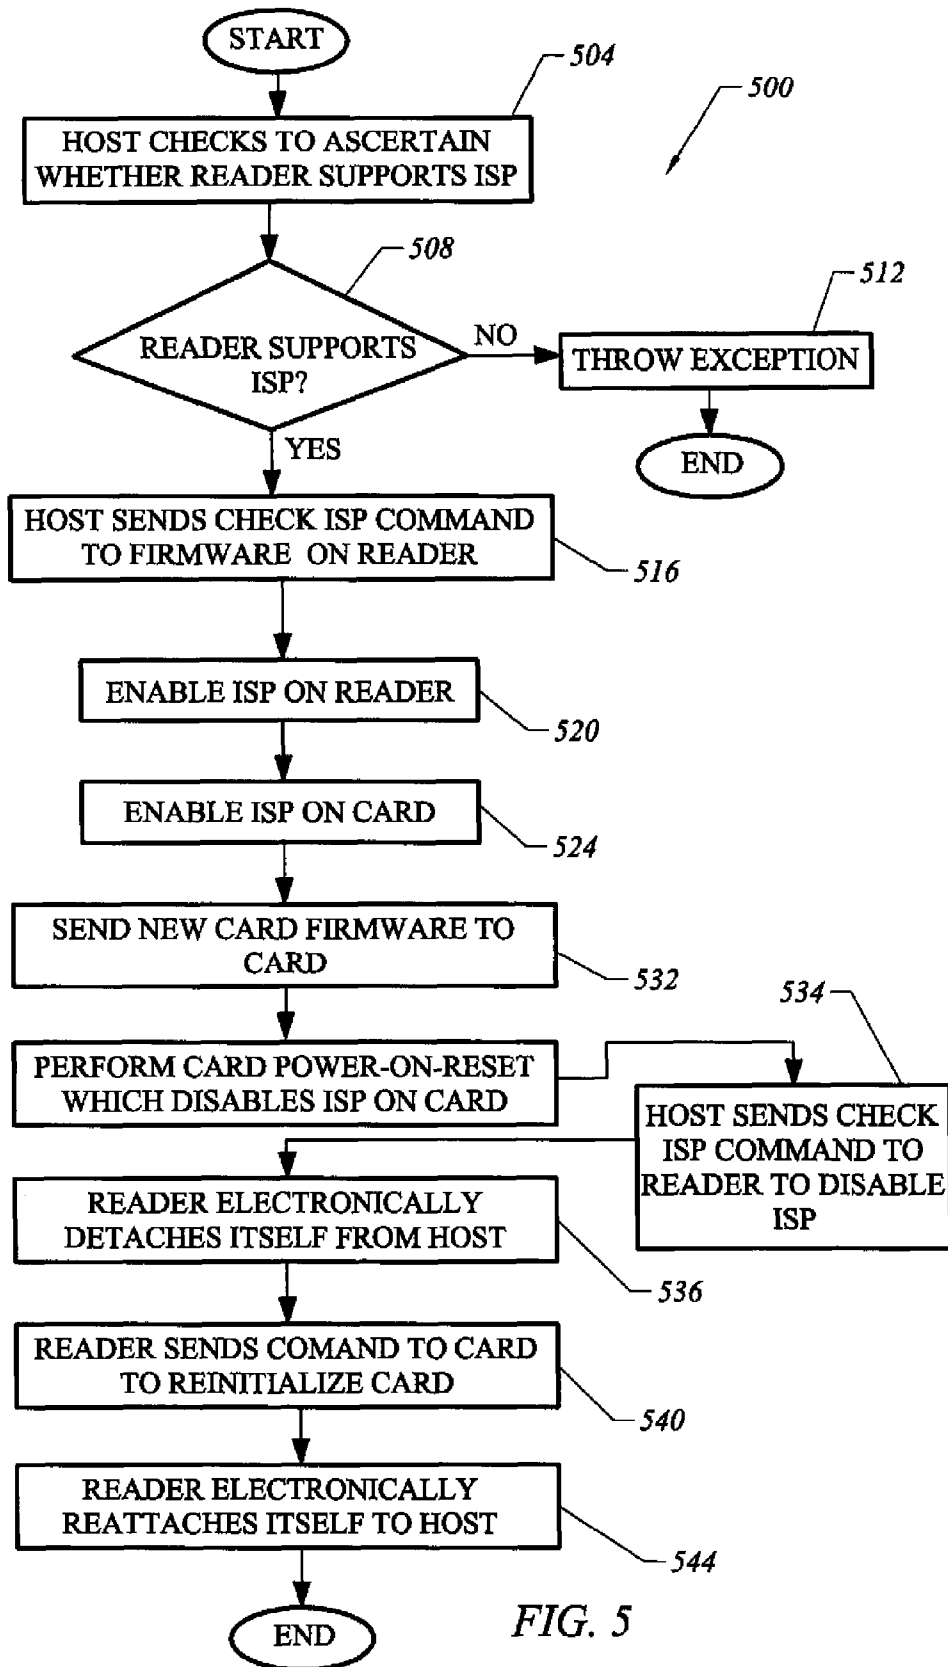 START
504
500
HOST CHECKS TO ASCERTAIN
WHETHER READER SUPPORTS ISP
508
READER SUPPORTS
ISP?
NO
512
THROW EXCEPTION
END
YES
HOST SENDS CHECK ISP COMMAND
TO FIRMWARE ON READER
516
ENABLE ISP ON READER
520
ENABLE ISP ON CARD
524
SEND NEW CARD FIRMWARE TO
CARD
532
534
PERFORM CARD POWER-ON-RESET
WHICH DISABLES ISP ON CARD
HOST SENDS CHECK
ISP COMMAND TO
READER TO DISABLE
ISP
READER ELECTRONICALLY
DETACHES ITSELF FROM HOST
536
READER SENDS COMAND TO CARD
TO REINITIALIZE CARD
540
READER ELECTRONICALLY
REATTACHES ITSELF TO HOST
544
END
FIG. 5